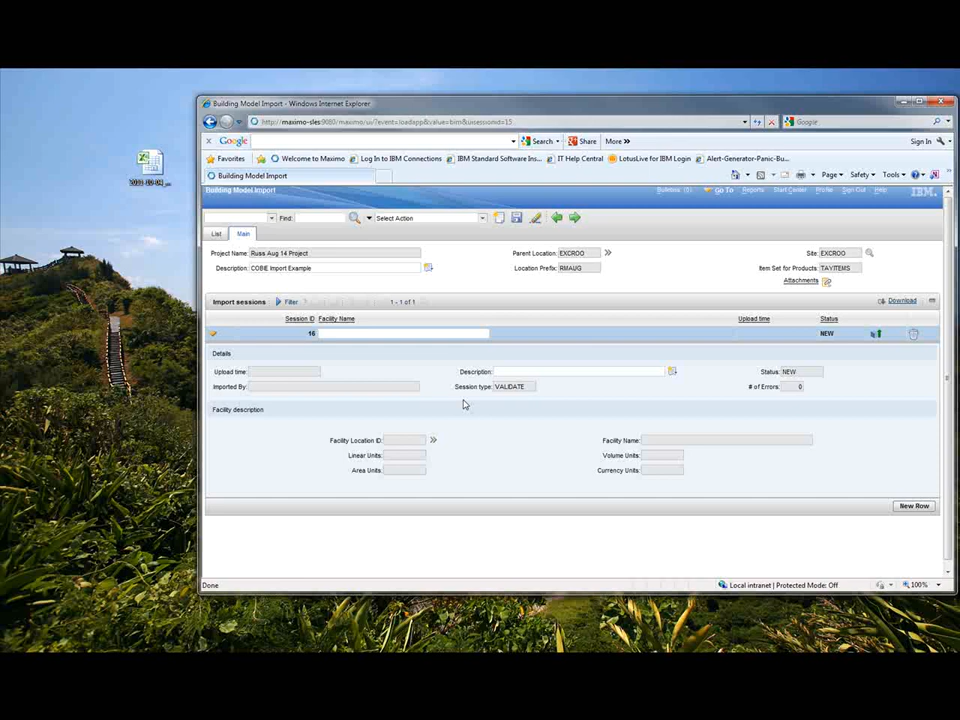 Building Model Import - Windows Internet Explorer
http://maximo-sles:9080/maximo/ui/?event=loadapp&value=bim&uisessionid=15
Google
Google
Search
Share
More »
Sign In
Favorites
Welcome to Maximo
Log In to IBM Connections
IBM Standard Software Ins...
IT Help Central
LotusLive for IBM Login
Alert-Generator-Panic-Bu...
Building Model Import
Page
Safety
Tools
Building Model Import
Bulletins (0)
Go To
Reports
Start Center
Profile
Sign Out
Help
IBM.
Find:
Select Action
List
Main
Project Name: Russ Aug 14 Project
Parent Location: EXCROO
Site: EXCROO
Description: COBIE Import Example
Location Prefix: RMAUG
Item Set for Products: TAYITEMS
Attachments
Import sessions
Filter
1 - 1 of 1
Download
Session ID
Facility Name
Upload time
Status
16
NEW
Details
Upload time:
Description:
Status: NEW
Imported By:
Session type: VALIDATE
# of Errors: 0
Facility description
Facility Location ID:
Facility Name:
Linear Units:
Volume Units:
Area Units:
Currency Units:
New Row
Done
Local intranet | Protected Mode: Off
100%